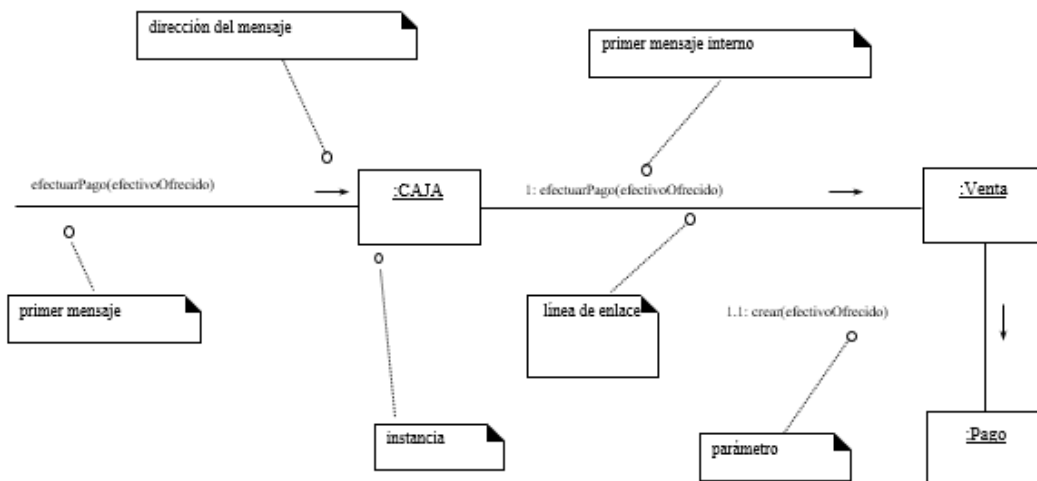 dirección del mensaje
primer mensaje interno
efectuarPago(efectivoOfrecido)
:CAJA
1: efectuarPago(efectivoOfrecido)
:Venta
primer mensaje
línea de enlace
1.1: crear(efectivoOfrecido)
instancia
parámetro
:Pago